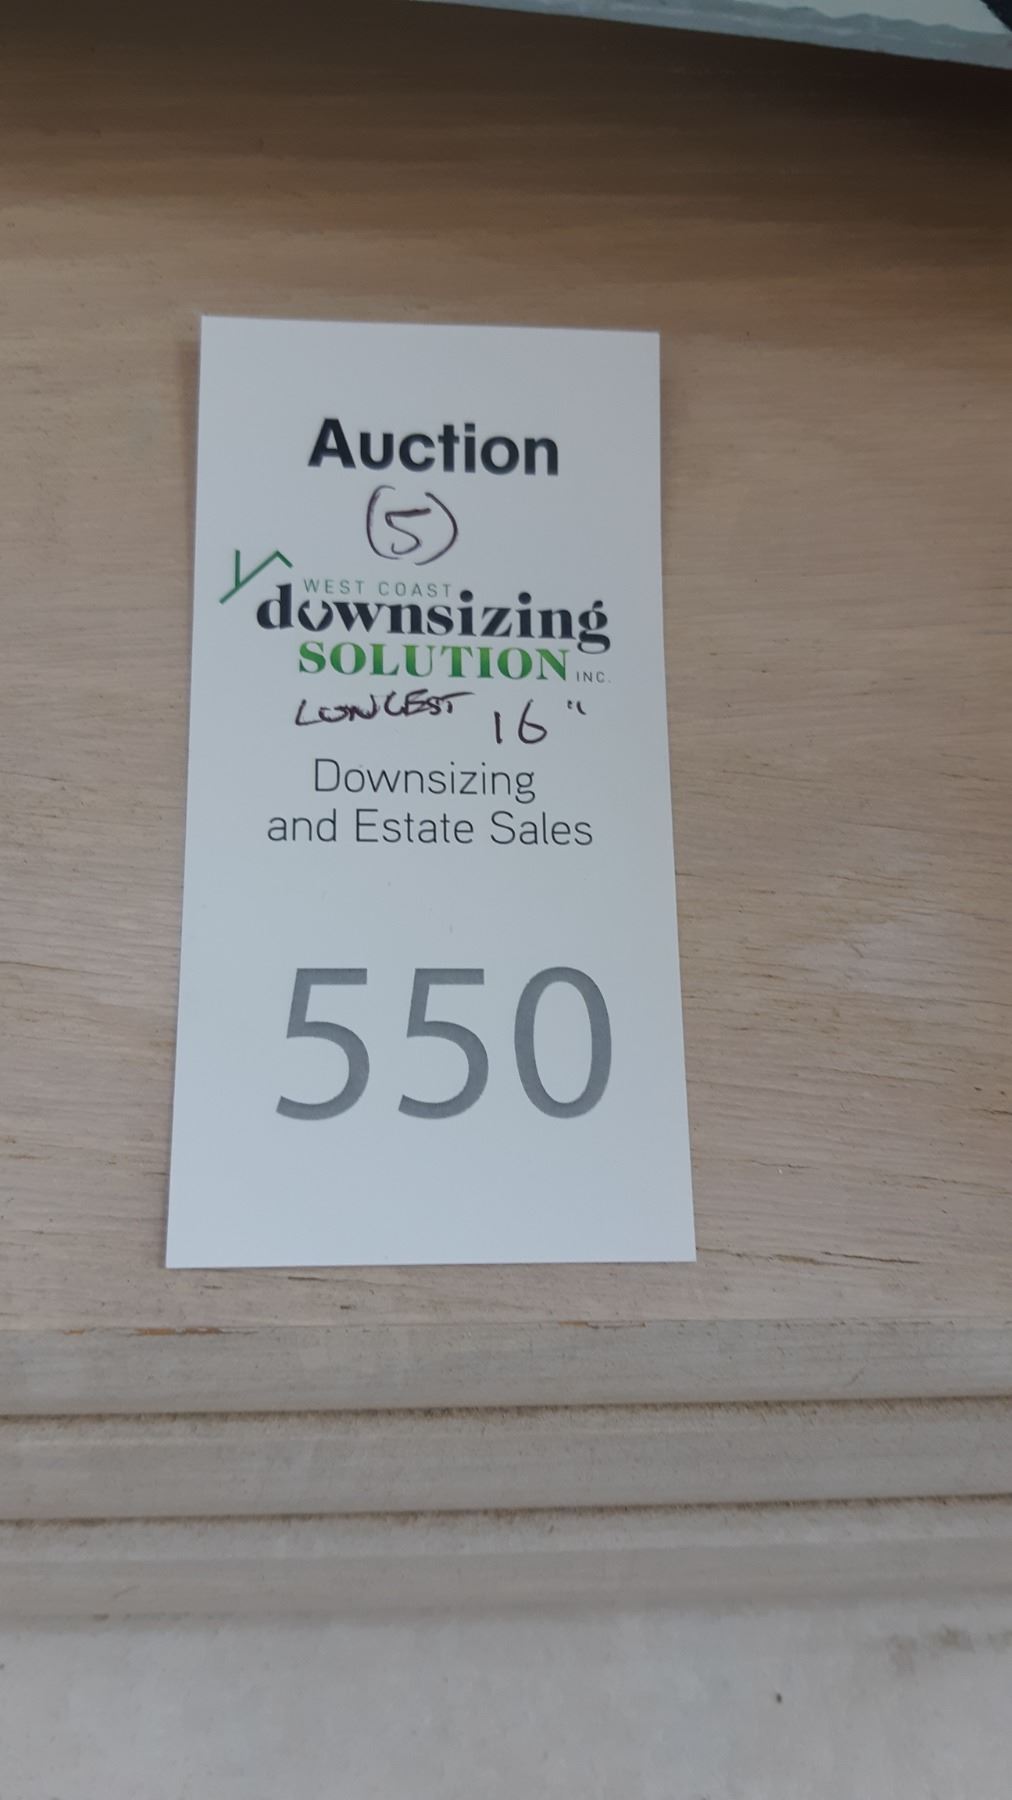 Auction
(5)
WEST COAST
downsizing
SOLUTION INC.
LONGEST 16"
Downsizing
and Estate Sales
550